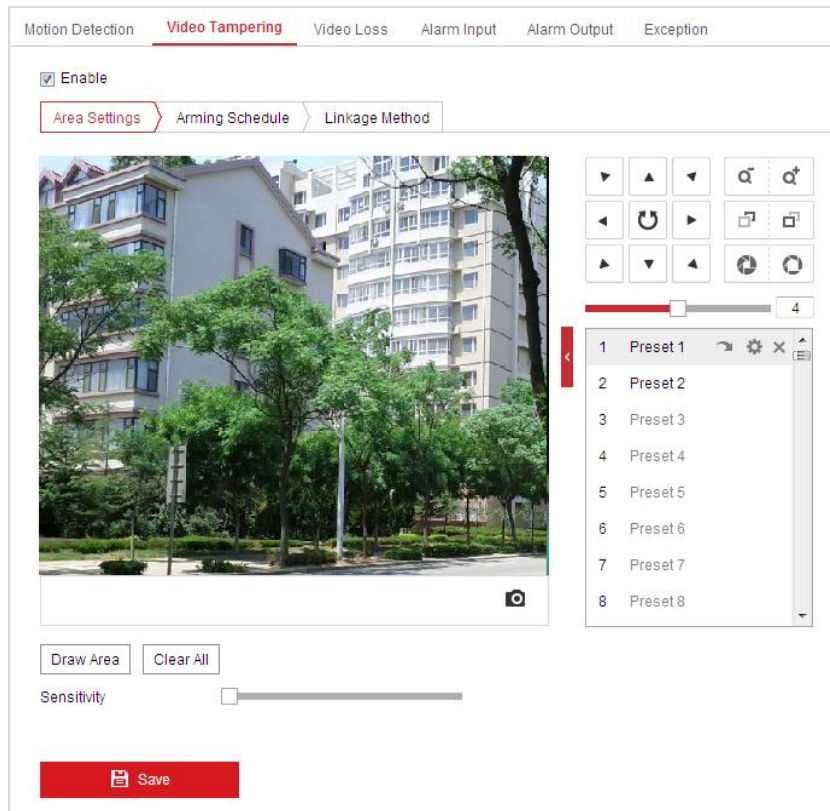 Motion Detection Video Tampering Video Loss Alarm Input Alarm Output Exception
Enable
Area Settings Arming Schedule Linkage Method
4
1 Preset 1
2 Preset 2
3 Preset 3
4 Preset 4
5 Preset 5
6 Preset 6
7 Preset 7
8 Preset 8
Draw Area Clear All
Sensitivity
Save